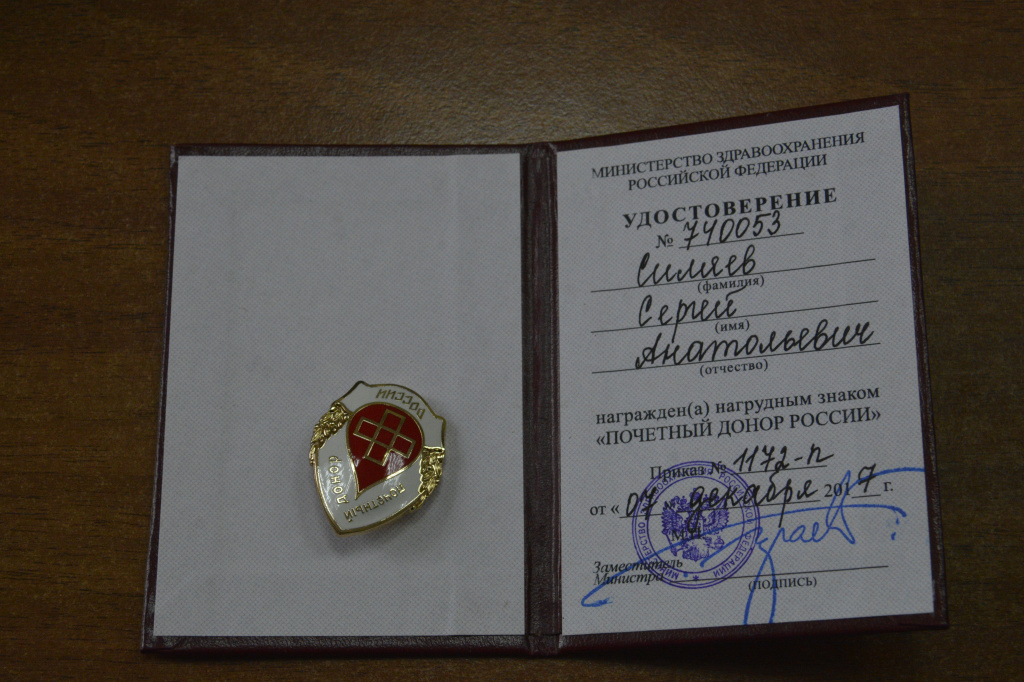 ПОЧЕТНЫЙ
ДОНОР
РОССИИ
МИНИСТЕРСТВО ЗДРАВООХРАНЕНИЯ
РОССИЙСКОЙ ФЕДЕРАЦИИ
УДОСТОВЕРЕНИЕ
№ 740053
Симяев
(фамилия)
Сергей
(имя)
Анатольевич
(отчество)
награжден(а) нагрудным знаком
«ПОЧЕТНЫЙ ДОНОР РОССИИ»
Приказ № 1172-п
от « 07 » декабря 2017 г.
М.П.
Заместитель
Министра
(ПОДПИСЬ)